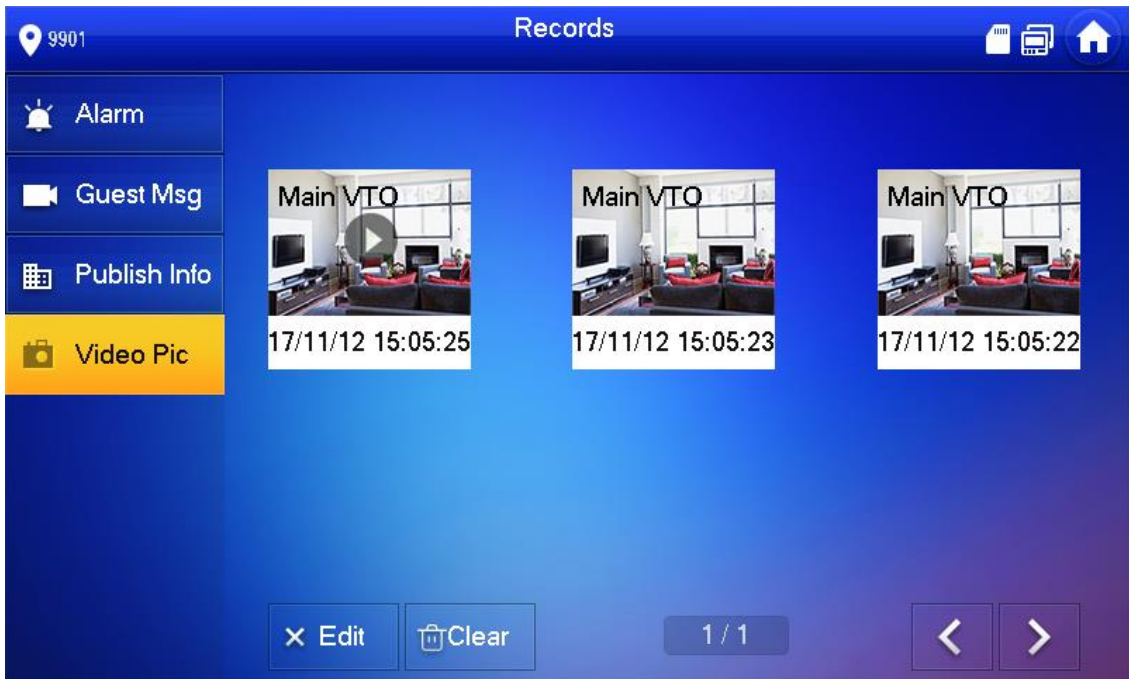 9901
Records
Alarm
Guest Msg
Publish Info
Video Pic
Main VTO
17/11/12 15:05:25
Main VTO
17/11/12 15:05:23
Main VTO
17/11/12 15:05:22
Edit
Clear
1 / 1